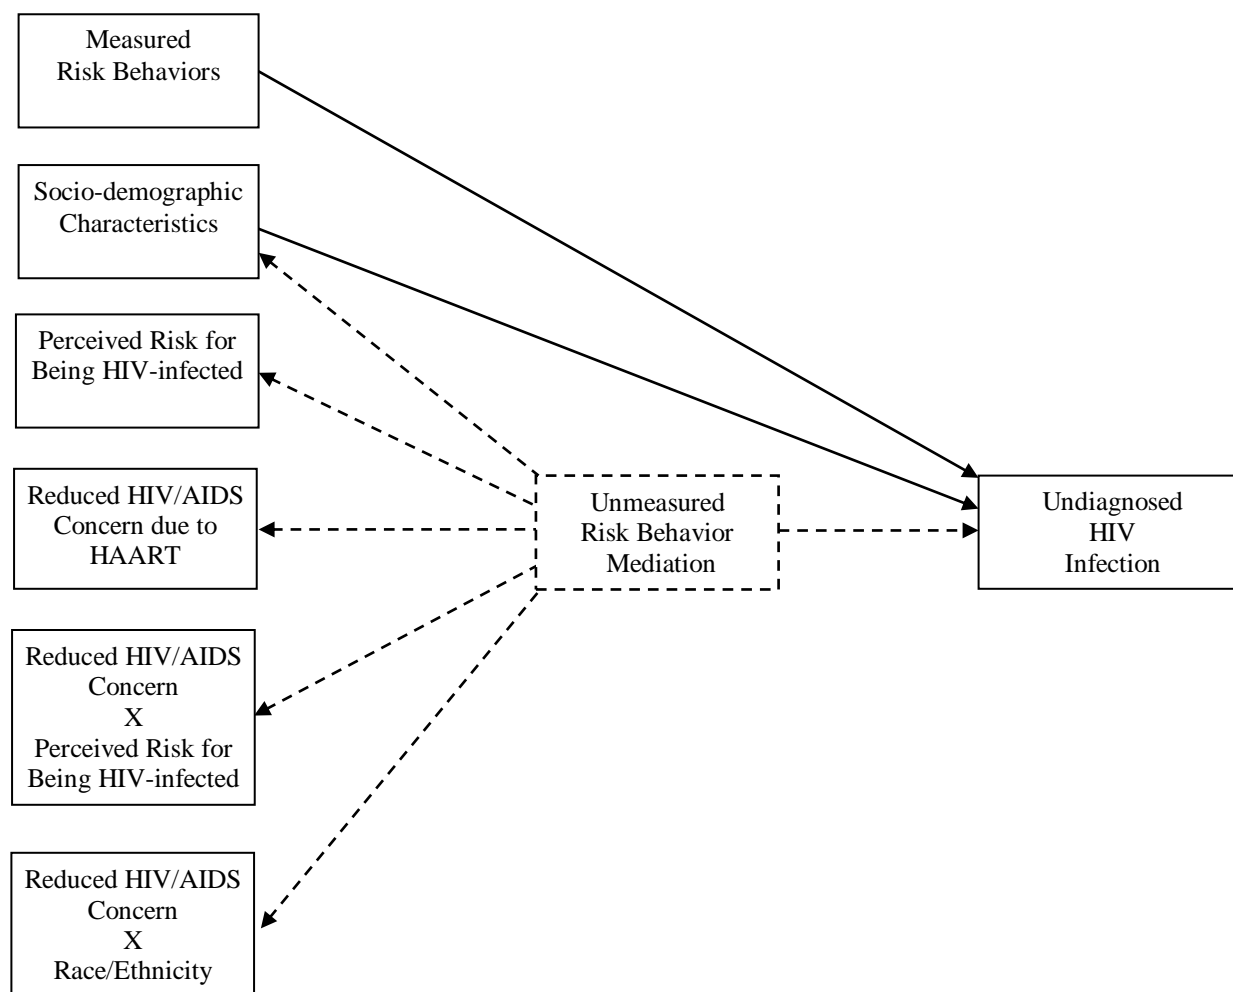 Measured
Risk Behaviors
Socio-demographic
Characteristics
Perceived Risk for
Being HIV-infected
Reduced HIV/AIDS
Concern due to
HAART
Reduced HIV/AIDS
Concern
X
Perceived Risk for
Being HIV-infected
Reduced HIV/AIDS
Concern
X
Race/Ethnicity
Unmeasured
Risk Behavior
Mediation
Undiagnosed
HIV
Infection